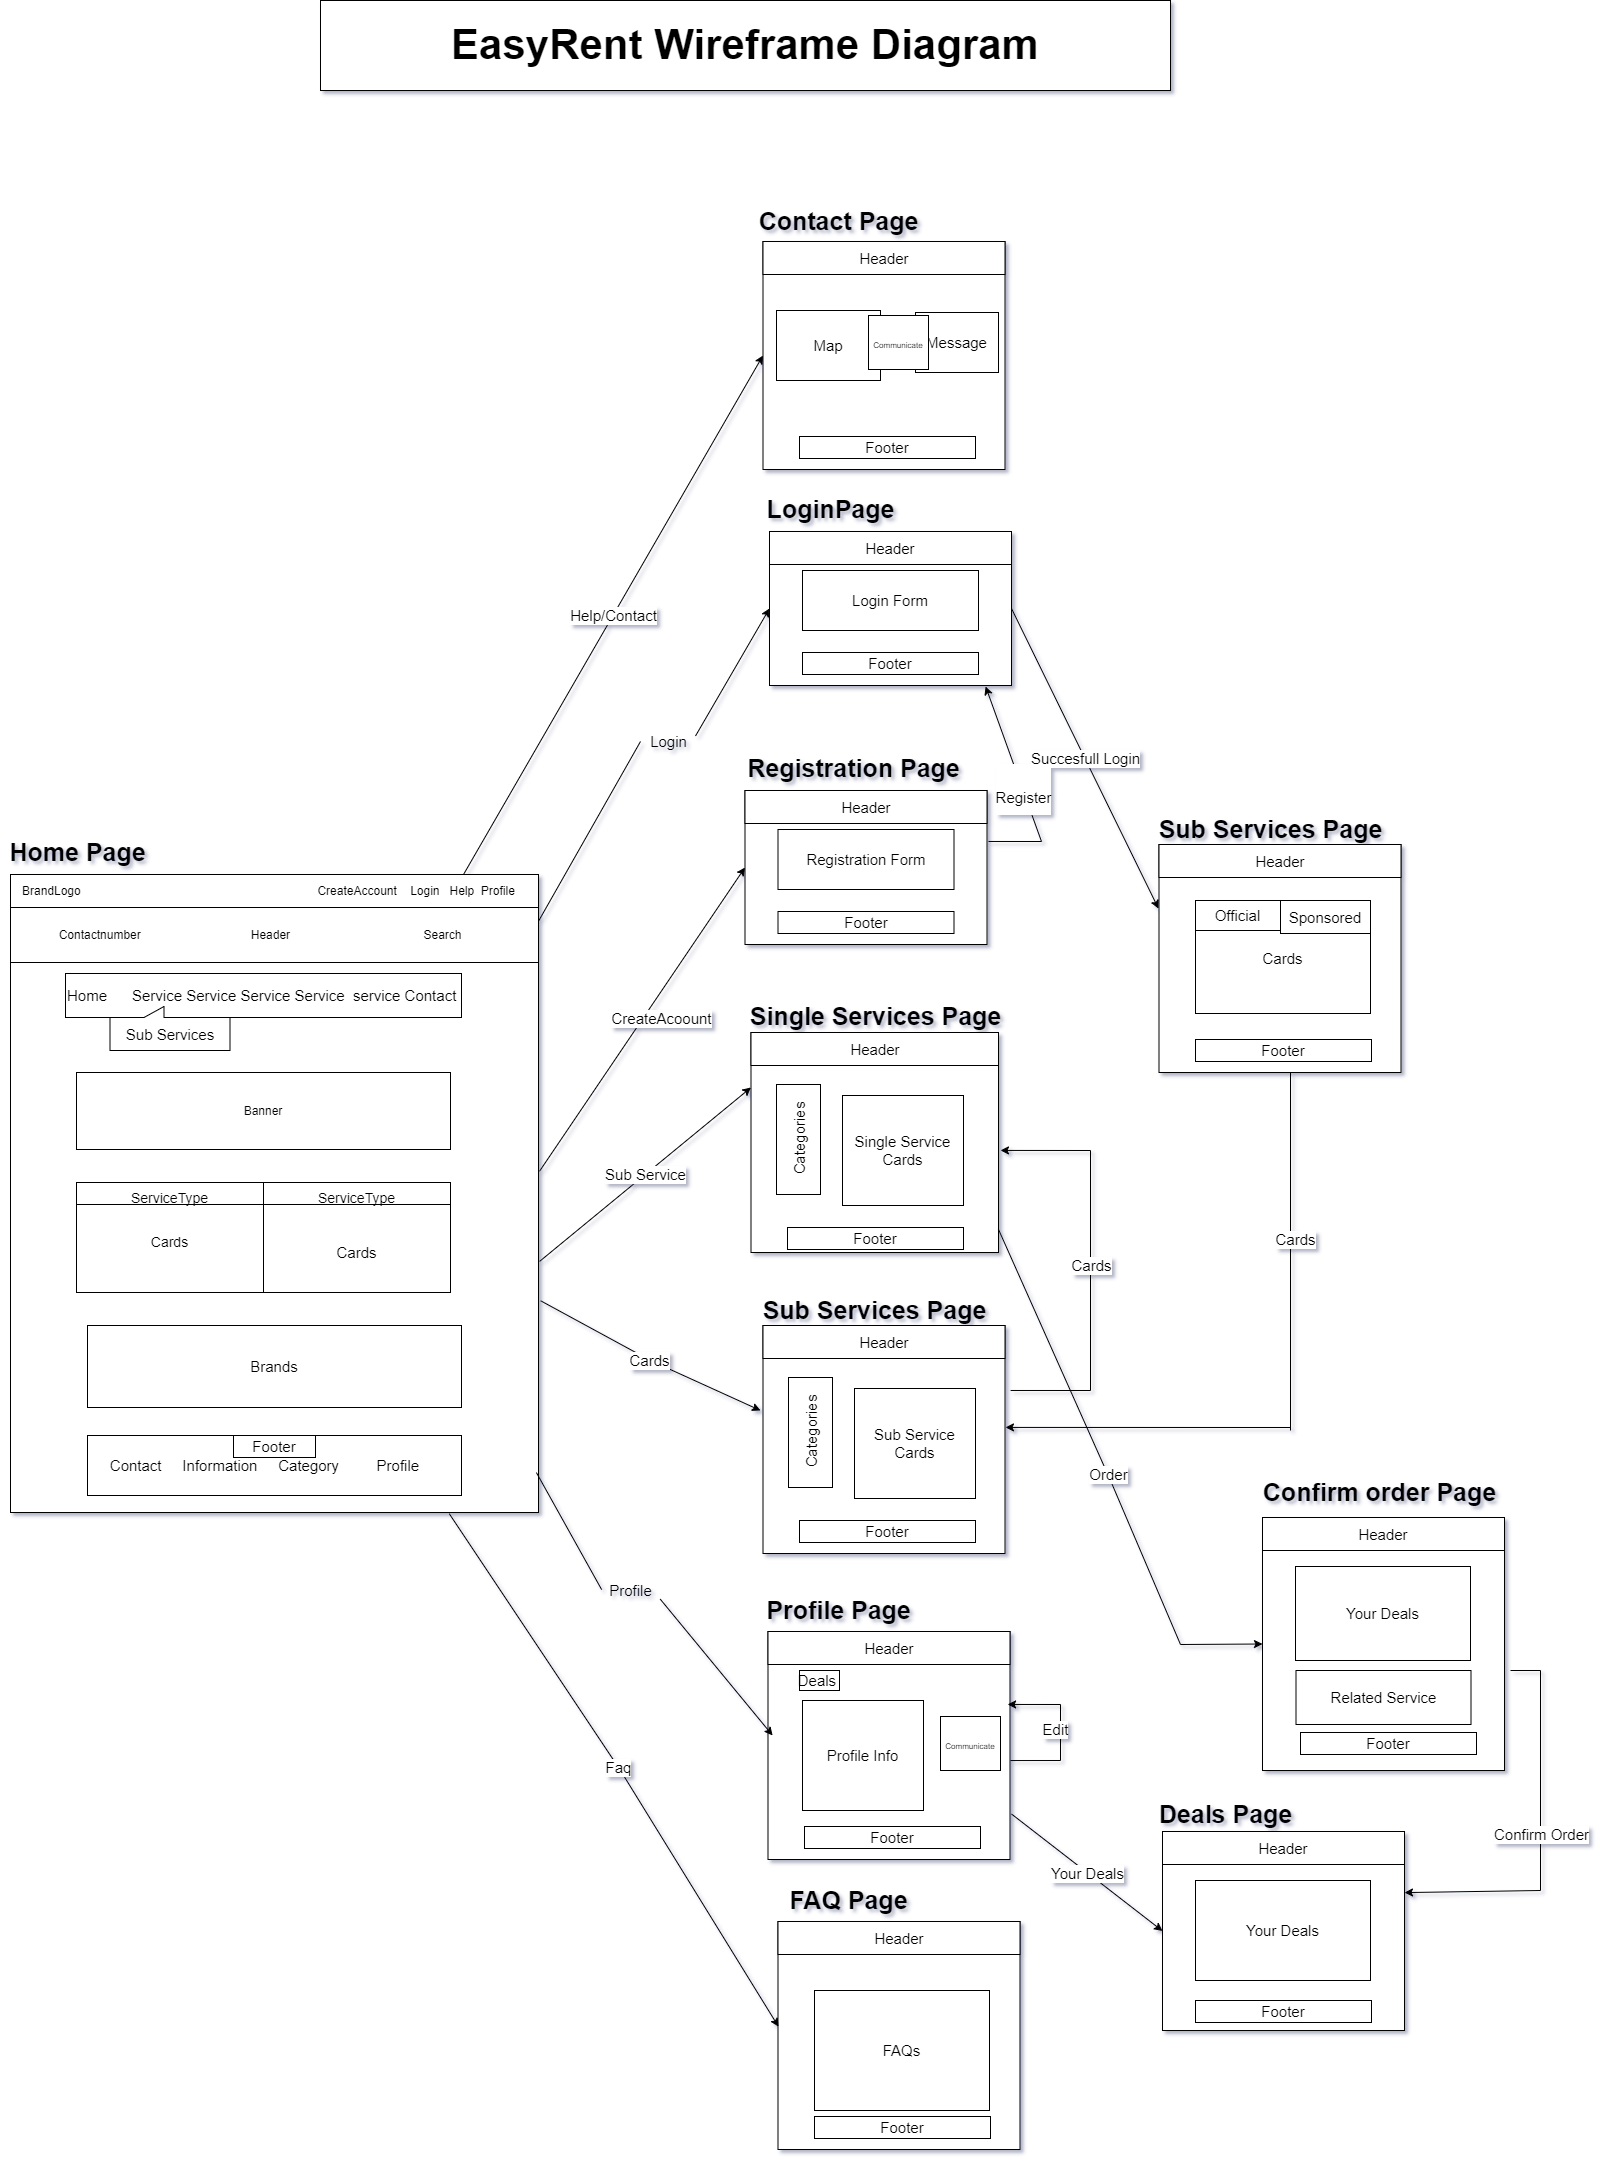 EasyRent Wireframe Diagram
Contact Page
Header
Map
Communicate
Message
Footer
Help/Contact
LoginPage
Header
Login Form
Footer
Login
Succesfull Login
Registration Page
Header
Registration Form
Footer
Register
CreateAcoount
Sub Services Page
Header
Official
Sponsored
Cards
Footer
Cards
Home Page
BrandLogo
CreateAccount Login Help Profile
Contactnumber
Header
Search
Home Service Service Service Service service Contact
Sub Services
Banner
ServiceType
ServiceType
Cards
Cards
Brands
Footer
Contact Information Category Profile
Single Services Page
Header
Categories
Single Service
Cards
Footer
Sub Service
Cards
Sub Services Page
Header
Categories
Sub Service
Cards
Footer
Cards
Order
Confirm order Page
Header
Your Deals
Related Service
Footer
Confirm Order
Profile
Profile Page
Header
Deals
Profile Info
Communicate
Footer
Edit
Your Deals
Deals Page
Header
Your Deals
Footer
Faq
FAQ Page
Header
FAQs
Footer